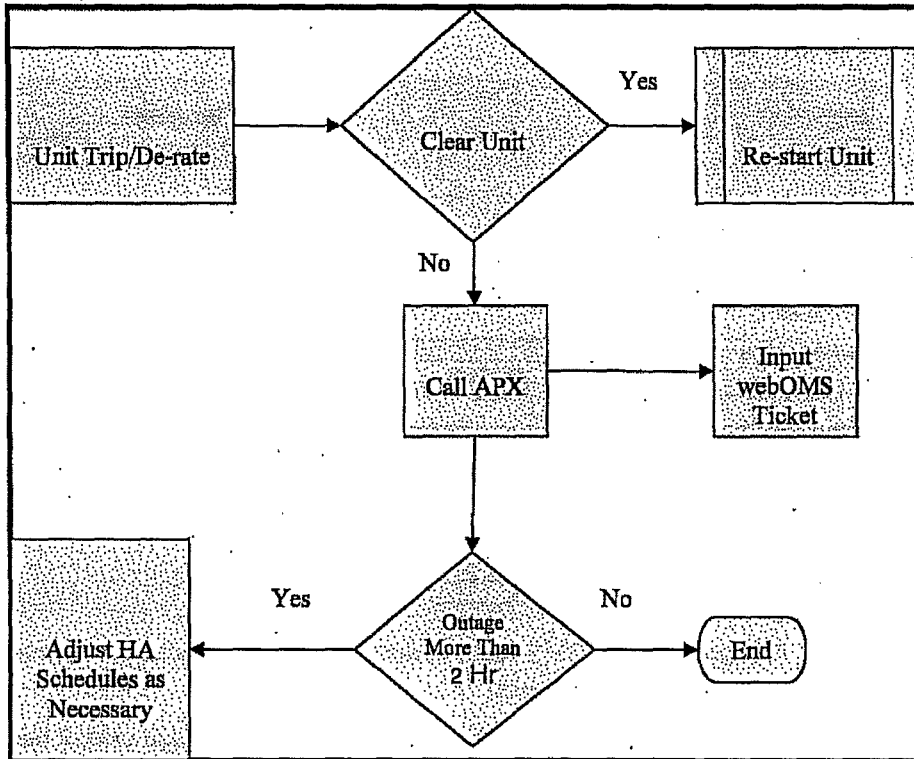 Yes
Unit Trip/De-rate
Clear Unit
Re-start Unit
No
Call APX
Input
webOMS
Ticket
Yes
No
Outage
More Than
2 Hr
Adjust HA
Schedules as
Necessary
End